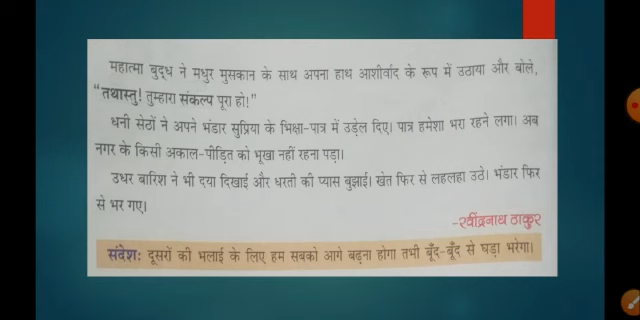 महात्मा बुद्ध ने मधुर मुसकान के साथ अपना हाथ आशीर्वाद के रूप में उठाया और बोले,
“तथास्तु! तुम्हारा संकल्प पूरा हो!”
धनी सेठों ने अपने भंडार सुप्रिया के भिक्षा-पात्र में उड़ेल दिए। पात्र हमेशा भरा रहने लगा। अब
नगर के किसी अकाल-पीड़ित को भूखा नहीं रहना पड़ा।
उधर बारिश ने भी दया दिखाई और धरती की प्यास बुझाई। खेत फिर से लहलहा उठे। भंडार फिर
से भर गए।
-रवींद्रनाथ ठाकुर
संदेश: दूसरों की भलाई के लिए हम सबको आगे बढ़ना होगा तभी बूँद-बूँद से घड़ा भरेगा।